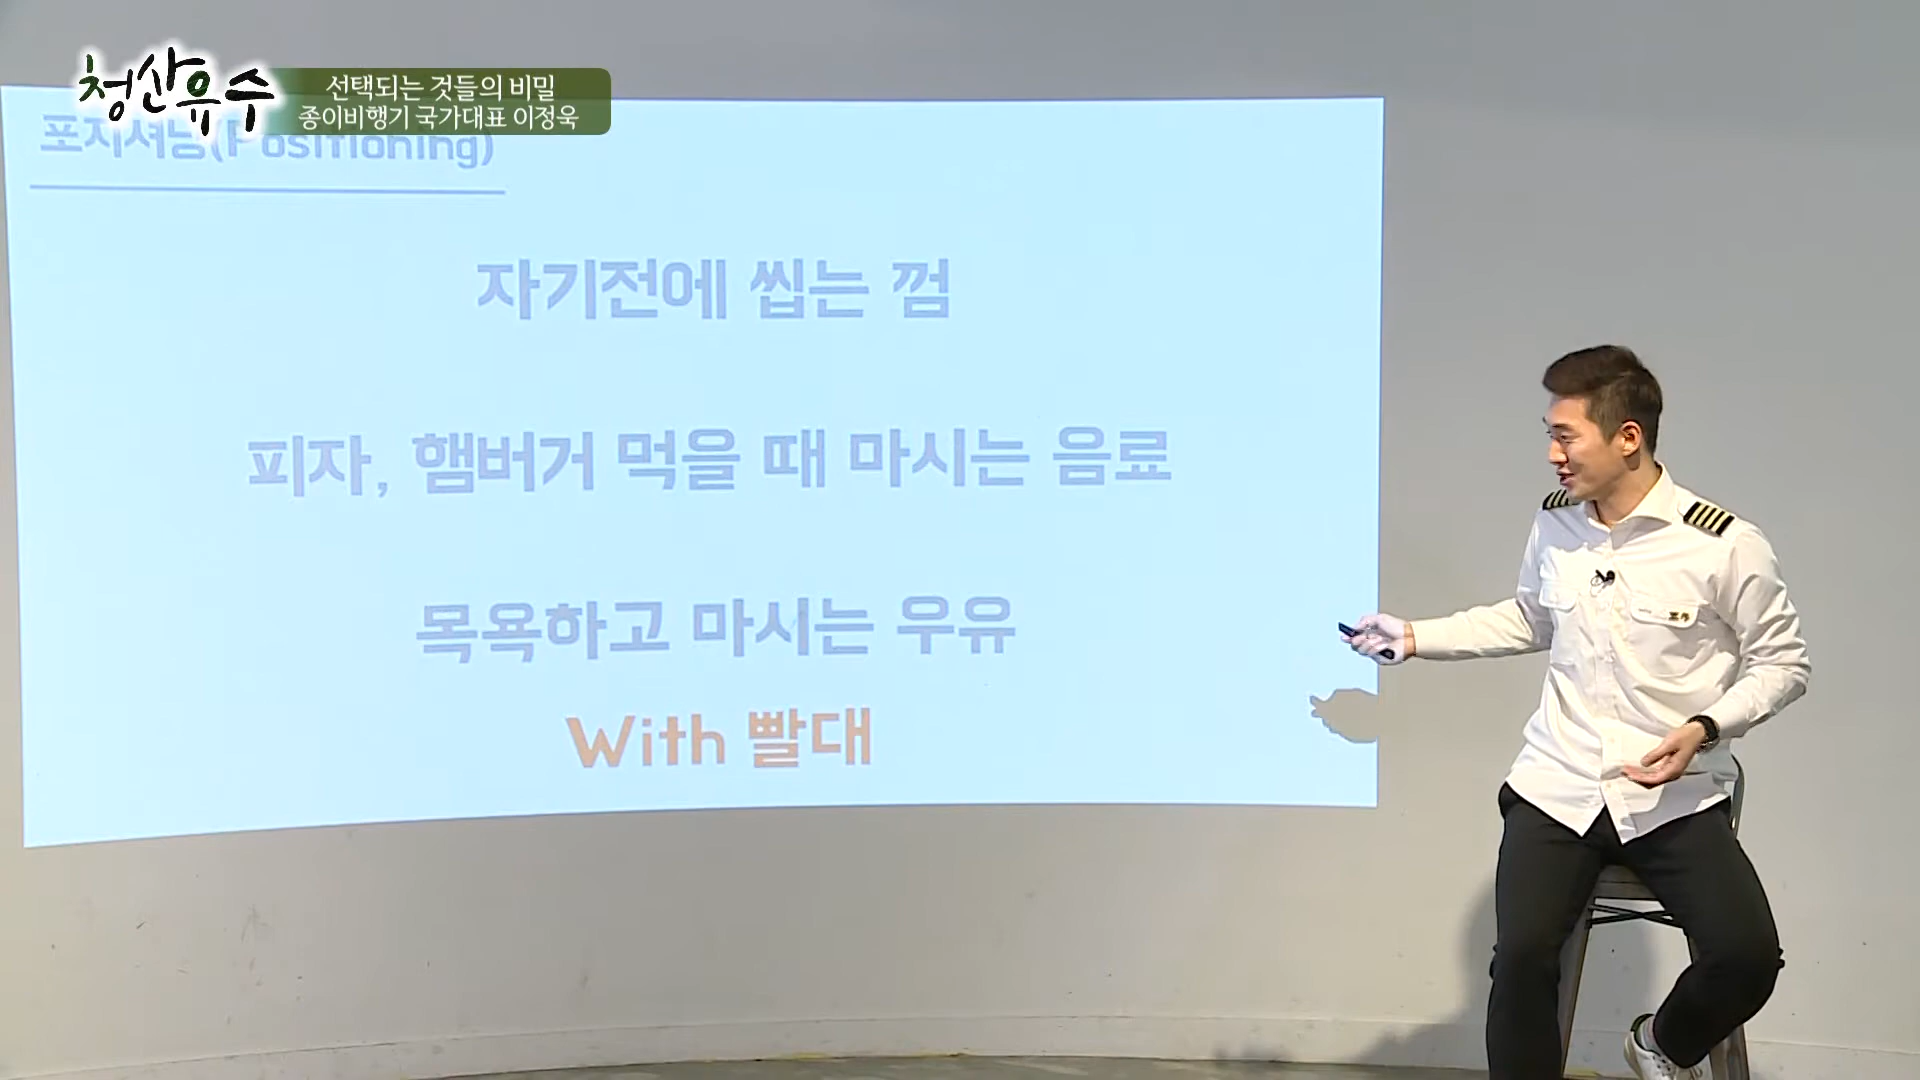 청산유수
선택되는 것들의 비밀
종이비행기 국가대표 이정욱
포지셔닝(Positioning)
자기전에 씹는 껌
피자, 햄버거 먹을 때 마시는 음료
목욕하고 마시는 우유
With 빨대